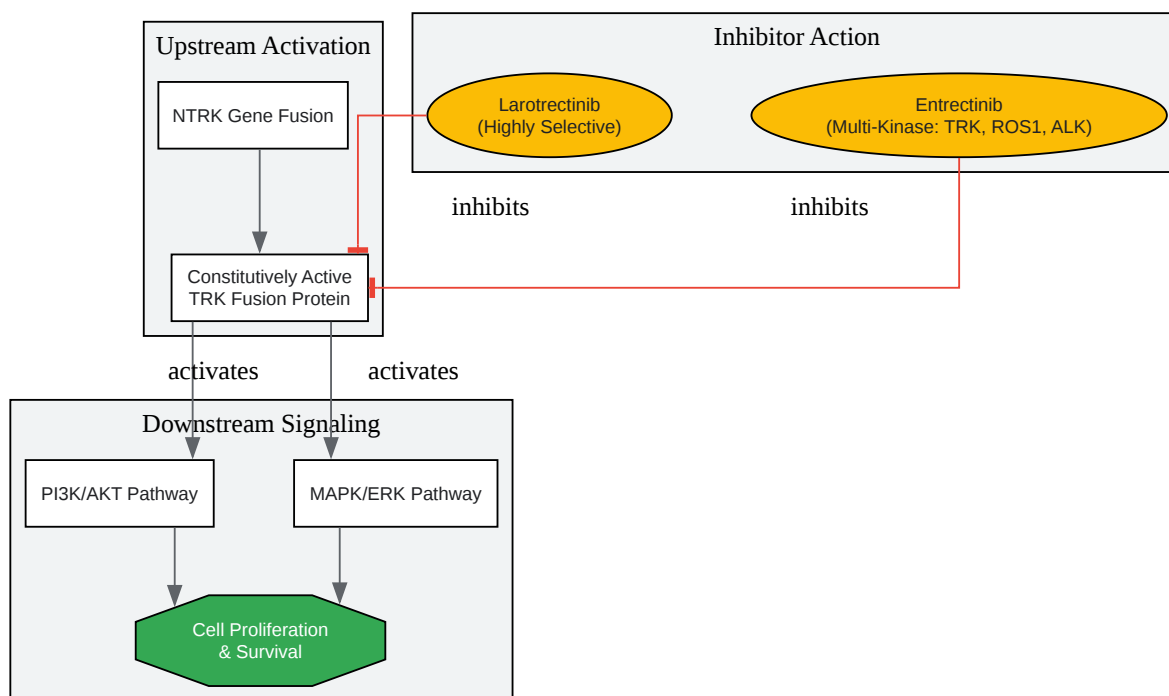 Upstream Activation
Inhibitor Action
NTRK Gene Fusion
Larotrectinib
(Highly Selective)
Entrectinib
(Multi-Kinase: TRK, ROS1, ALK)
inhibits
inhibits
Constitutively Active
TRK Fusion Protein
activates
activates
Downstream Signaling
PI3K/AKT Pathway
MAPK/ERK Pathway
Cell Proliferation
& Survival